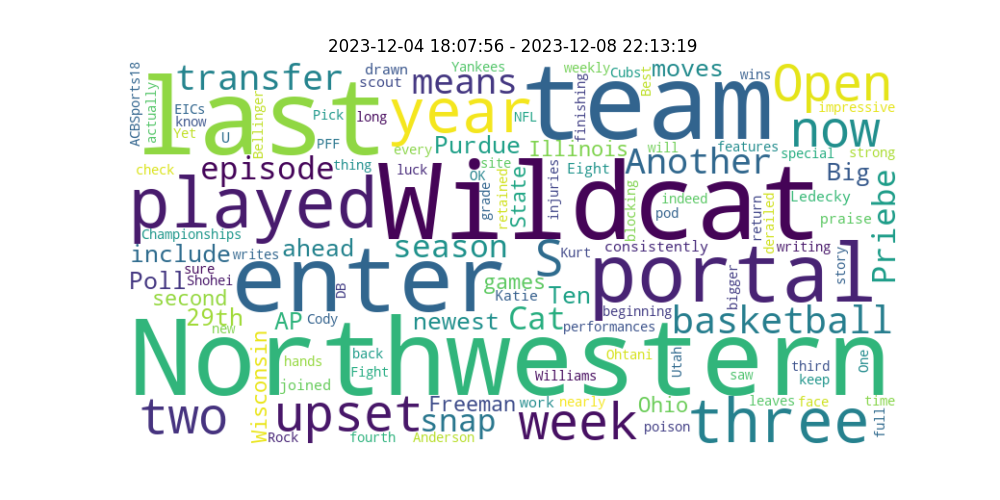 2023-12-04 18:07:56 - 2023-12-08 22:13:19
ACBSports18
actually
last
transfer
drawn
scout
means
Yankees
year
team
weekly
finishing
Cubs
Best
moves
wins
Open
impressive
EICs
know
Yet
U
Bellinger
Pick
long
PFF
NFL
now
every
Purdue
Illinois
will
features
special
strong
check
episode
thing
luck
site
OK
Eight
Another
Big
played
Wildcat
grade
retained
State
injuries
blocking
indeed
pod
return
derailed
Ledecky
praise
Priebe
Championships
include
writes
ahead
season
S
Kurt
consistently
writing
portal
story
Poll
sure
Shohei
enter
DB
games
Katie
Ten
bigger
beginning
second
29th
new
AP
Cody
newest
Cat
performances
basketball
Northwestern
Wisconsin
hands
joined
back
Fight
Williams
Ohtani
Utah
saw
third
keep
One
two
upset
Rock
fourth
Freeman
snap
Anderson
work
week
nearly
Ohio
poison
three
leaves
face
time
full